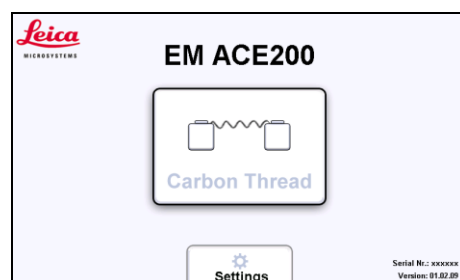 Leica
MICROSYSTEMS
EM ACE200
Carbon Thread
Settings
Serial Nr.: xxxxxx
Version: 01.02.09